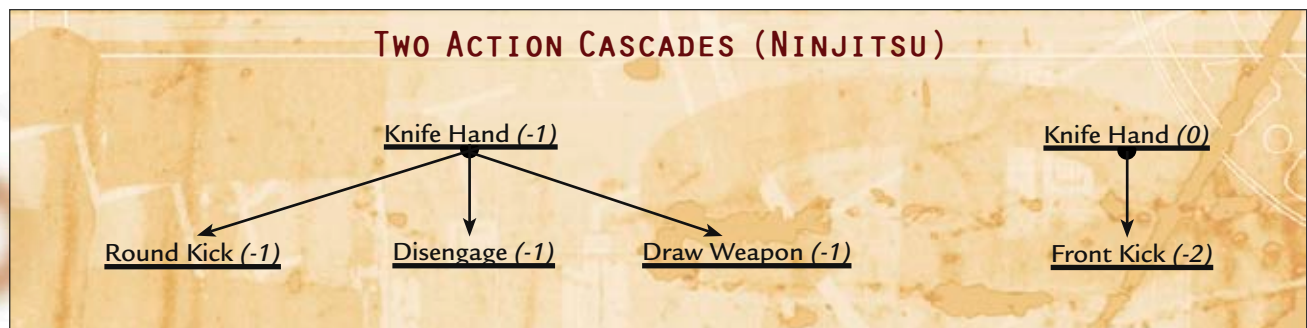 Two Action Cascades (Ninjitsu)
Knife Hand (-1) Knife Hand (0)
Round Kick (-1) Disengage (-1) Draw Weapon (-1) Front Kick (-2)